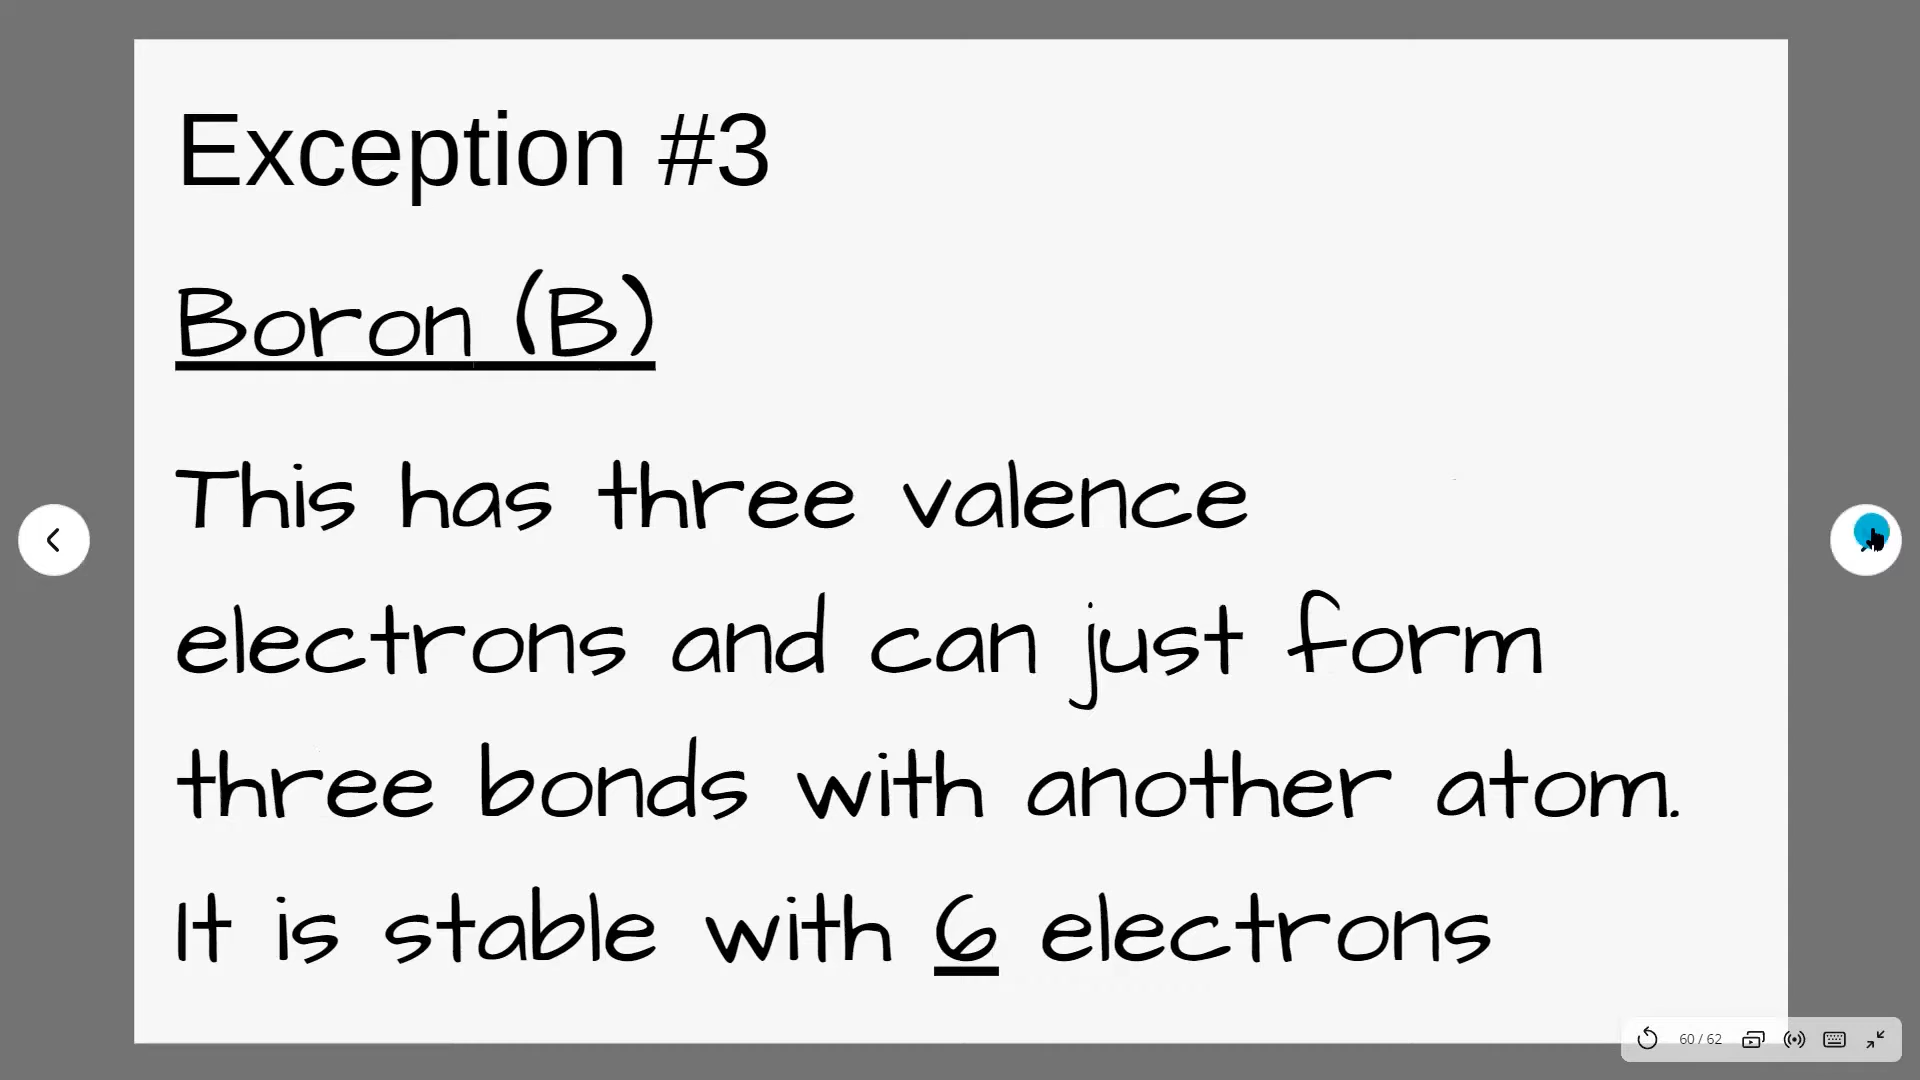 Exception #3
Boron (B)
This has three valence
electrons and can just form
three bonds with another atom.
It is stable with 6 electrons
60 / 62